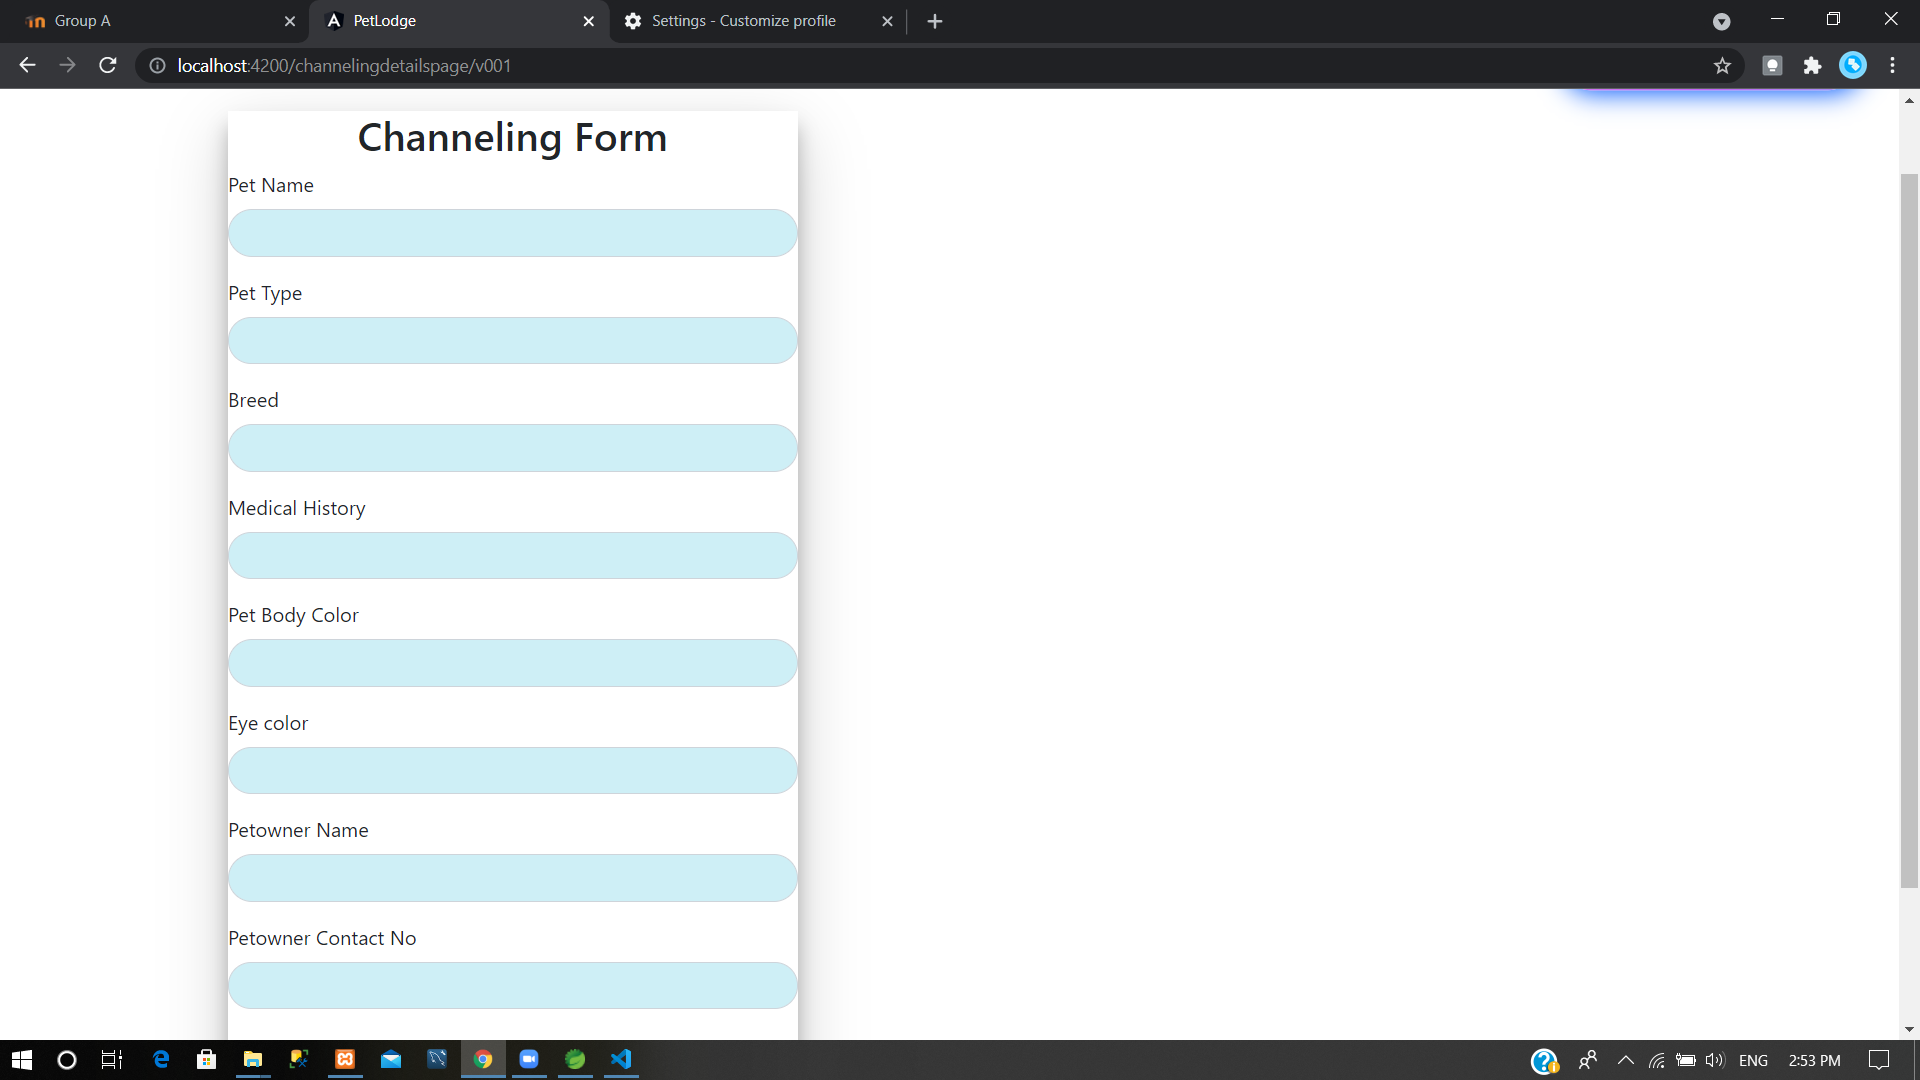 Group A
PetLodge
Settings - Customize profile
localhost:4200/channelingdetailspage/v001
Channeling Form
Pet Name
Pet Type
Breed
Medical History
Pet Body Color
Eye color
Petowner Name
Petowner Contact No
ENG
2:53 PM